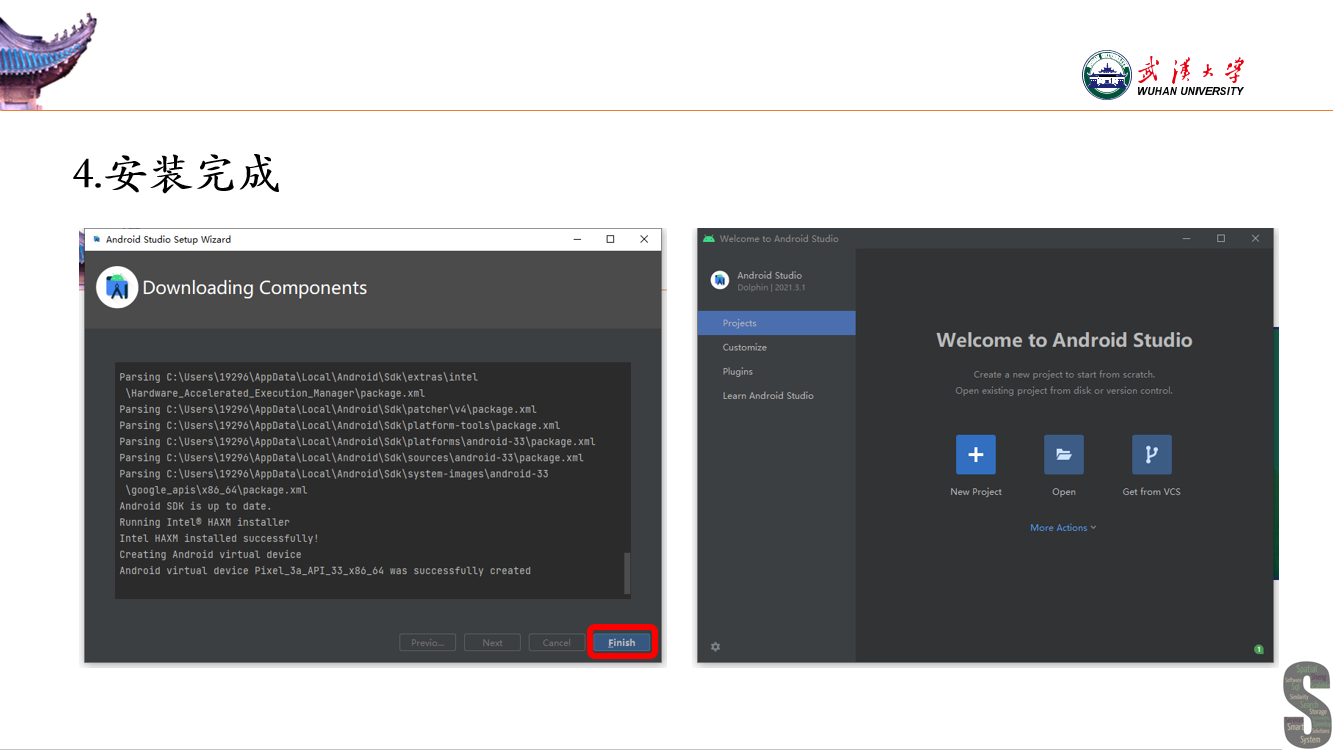 武漢大学
WUHAN UNIVERSITY
4.安装完成
Android Studio Setup Wizard
Downloading Components
Parsing C:\Users\19296\AppData\Local\Android\Sdk\extras\intel
\Hardware_Accelerated_Execution_Manager\package.xml
Parsing C:\Users\19296\AppData\Local\Android\Sdk\patcher\v4\package.xml
Parsing C:\Users\19296\AppData\Local\Android\Sdk\platform-tools\package.xml
Parsing C:\Users\19296\AppData\Local\Android\Sdk\platforms\android-33\package.xml
Parsing C:\Users\19296\AppData\Local\Android\Sdk\sources\android-33\package.xml
Parsing C:\Users\19296\AppData\Local\Android\Sdk\system-images\android-33
\google_apis\x86_64\package.xml
Android SDK is up to date.
Running Intel® HAXM installer
Intel HAXM installed successfully!
Creating Android virtual device
Android virtual device Pixel_3a_API_33_x86_64 was successfully created
Previo...
Next
Cancel
Finish
Welcome to Android Studio
Android Studio
Dolphin | 2021.3.1
Projects
Customize
Plugins
Learn Android Studio
Welcome to Android Studio
Create a new project to start from scratch.
Open existing project from disk or version control.
New Project
Open
Get from VCS
More Actions
1
Spatial
Software
Sql
Similarity
Search
Storage
Smart
System